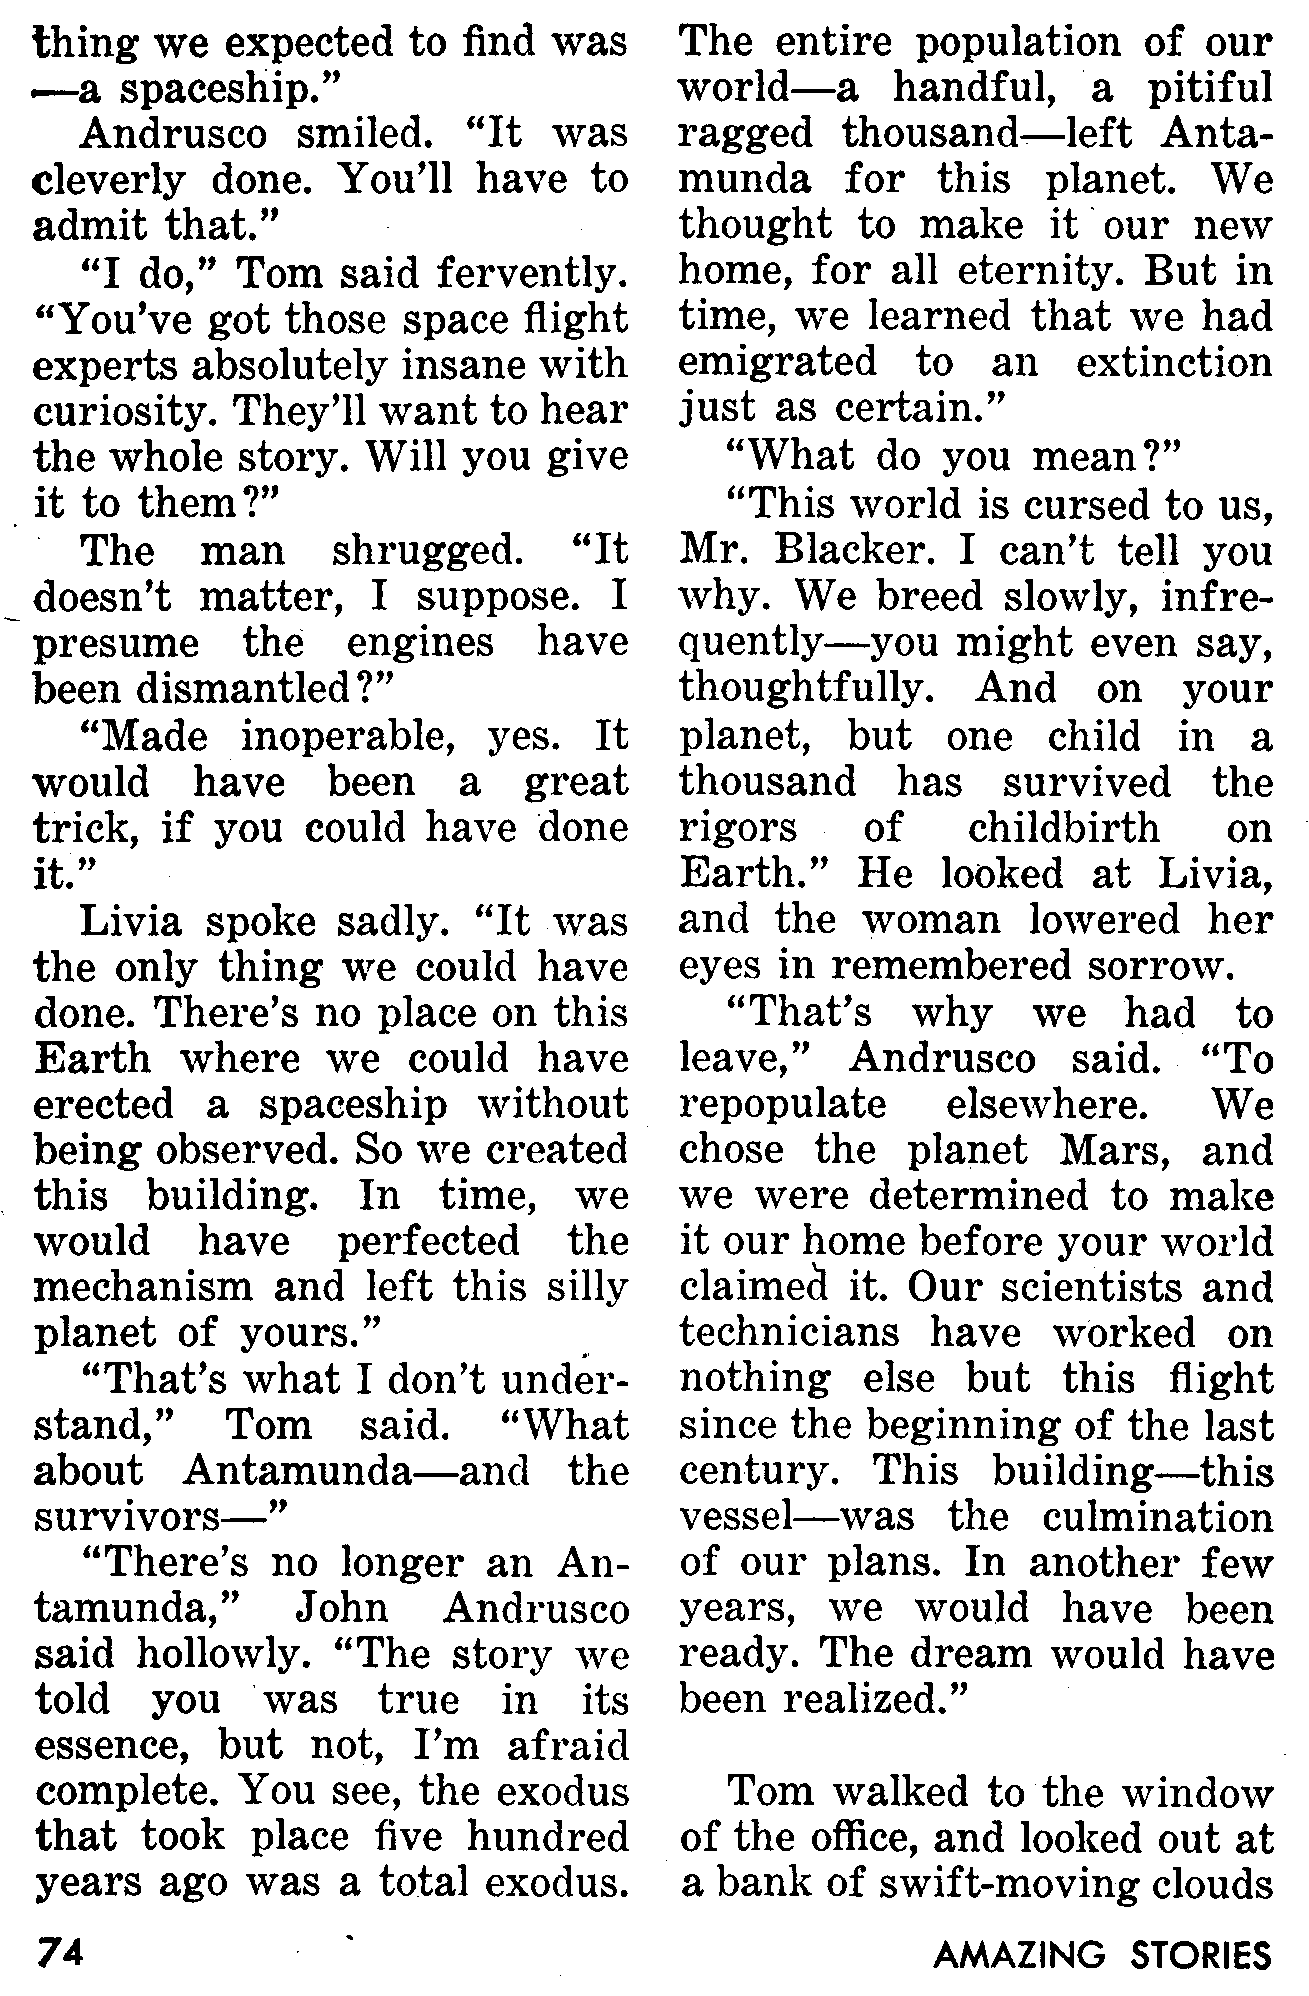 thing we expected to find was
—a spaceship.”
Andrusco smiled. “It was
cleverly done. You’ll have to
admit that.”
“I do,” Tom said fervently.
“You’ve got those space flight
experts absolutely insane with
curiosity. They’ll want to hear
the whole story. Will you give
it to them?”
The man shrugged. “It
doesn’t matter, I suppose. I
presume the engines have
been dismantled?”
“Made inoperable, yes. It
would have been a great
trick, if you could have done
it.”
Livia spoke sadly. “It was
the only thing we could have
done. There’s no place on this
Earth where we could have
erected a spaceship without
being observed. So we created
this building. In time, we
would have perfected the
mechanism and left this silly
planet of yours.”
“That’s what I don’t under-
stand,” Tom said. “What
about Antamunda—and the
survivors—”
“There’s no longer an An-
tamunda,” John Andrusco
said hollowly. “The story we
told you was true in its
essence, but not, I’m afraid
complete. You see, the exodus
that took place five hundred
years ago was a total exodus.
The entire population of our
world—a handful, a pitiful
ragged thousand—left Anta-
munda for this planet. We
thought to make it our new
home, for all eternity. But in
time, we learned that we had
emigrated to an extinction
just as certain.”
“What do you mean?”
“This world is cursed to us,
Mr. Blacker. I can’t tell you
why. We breed slowly, infre-
quently—you might even say,
thoughtfully. And on your
planet, but one child in a
thousand has survived the
rigors of childbirth on
Earth.” He looked at Livia,
and the woman lowered her
eyes in remembered sorrow.
“That’s why we had to
leave,” Andrusco said. “To
repopulate elsewhere. We
chose the planet Mars, and
we were determined to make
it our home before your world
claimed it. Our scientists and
technicians have worked on
nothing else but this flight
since the beginning of the last
century. This building—this
vessel—was the culmination
of our plans. In another few
years, we would have been
ready. The dream would have
been realized.”
Tom walked to the window
of the office, and looked out at
a bank of swift-moving clouds
74
AMAZING STORIES